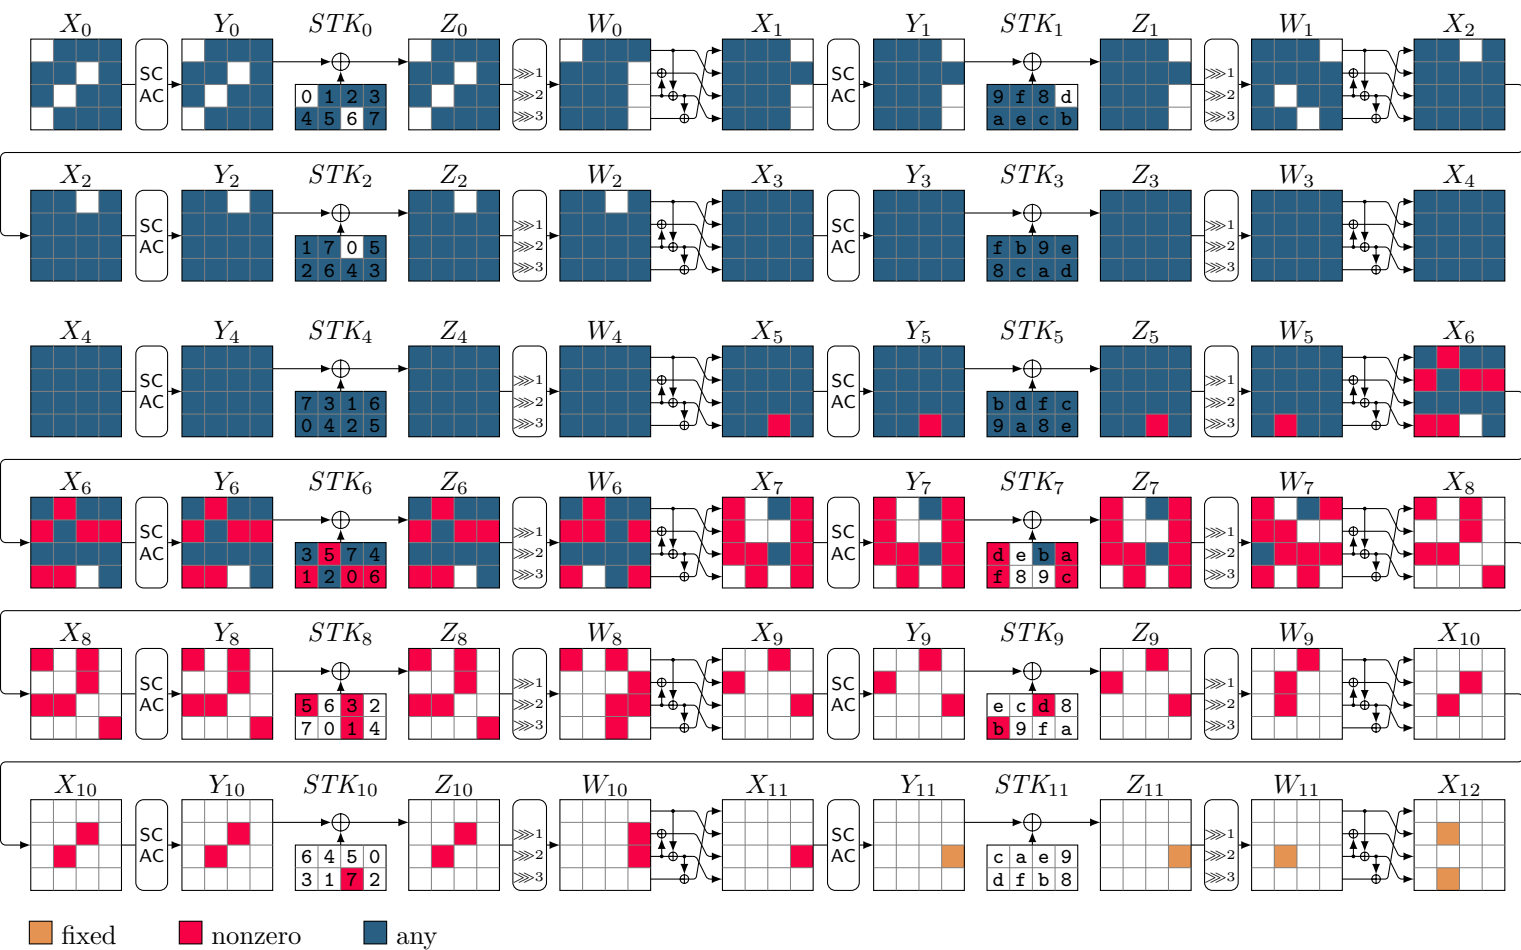 X0 Y0 STK0 Z0 W0 X1 Y1 STK1 Z1 W1 X2
SC AC ⋙1 ⋙2 ⋙3 SC AC ⋙1 ⋙2 ⋙3
0 1 2 3 9 f 8 d
4 5 6 7 a e c b
X2 Y2 STK2 Z2 W2 X3 Y3 STK3 Z3 W3 X4
SC AC ⋙1 ⋙2 ⋙3 SC AC ⋙1 ⋙2 ⋙3
1 7 0 5 f b 9 e
2 6 4 3 8 c a d
X4 Y4 STK4 Z4 W4 X5 Y5 STK5 Z5 W5 X6
SC AC ⋙1 ⋙2 ⋙3 SC AC ⋙1 ⋙2 ⋙3
7 3 1 6 b d f c
0 4 2 5 9 a 8 e
X6 Y6 STK6 Z6 W6 X7 Y7 STK7 Z7 W7 X8
SC AC ⋙1 ⋙2 ⋙3 SC AC ⋙1 ⋙2 ⋙3
3 5 7 4 d e b a
1 2 0 6 f 8 9 c
X8 Y8 STK8 Z8 W8 X9 Y9 STK9 Z9 W9 X10
SC AC ⋙1 ⋙2 ⋙3 SC AC ⋙1 ⋙2 ⋙3
5 6 3 2 e c d 8
7 0 1 4 b 9 f a
X10 Y10 STK10 Z10 W10 X11 Y11 STK11 Z11 W11 X12
SC AC ⋙1 ⋙2 ⋙3 SC AC ⋙1 ⋙2 ⋙3
6 4 5 0 c a e 9
3 1 7 2 d f b 8
fixed nonzero any